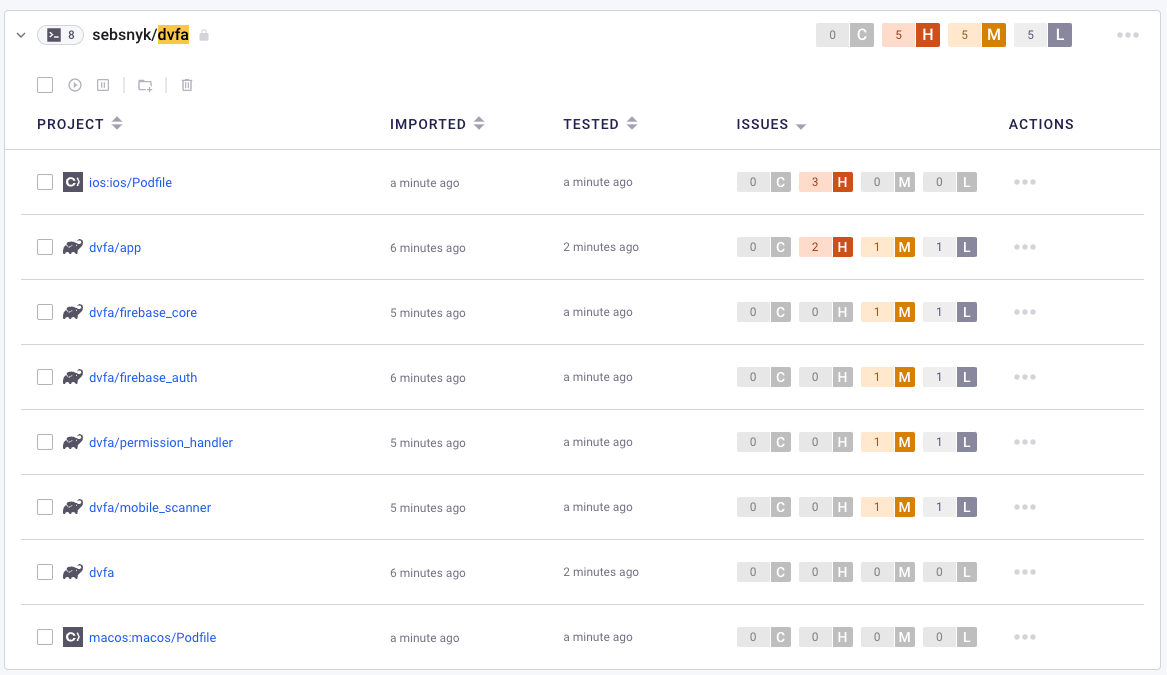 8 sebsnyk/dvfa 0 C 5 H 5 M 5 L
PROJECT IMPORTED TESTED ISSUES ACTIONS
ios:ios/Podfile a minute ago a minute ago 0 C 3 H 0 M 0 L
dvfa/app 6 minutes ago 2 minutes ago 0 C 2 H 1 M 1 L
dvfa/firebase_core 5 minutes ago a minute ago 0 C 0 H 1 M 1 L
dvfa/firebase_auth 6 minutes ago a minute ago 0 C 0 H 1 M 1 L
dvfa/permission_handler 5 minutes ago a minute ago 0 C 0 H 1 M 1 L
dvfa/mobile_scanner 5 minutes ago a minute ago 0 C 0 H 1 M 1 L
dvfa 6 minutes ago 2 minutes ago 0 C 0 H 0 M 0 L
macos:macos/Podfile a minute ago a minute ago 0 C 0 H 0 M 0 L